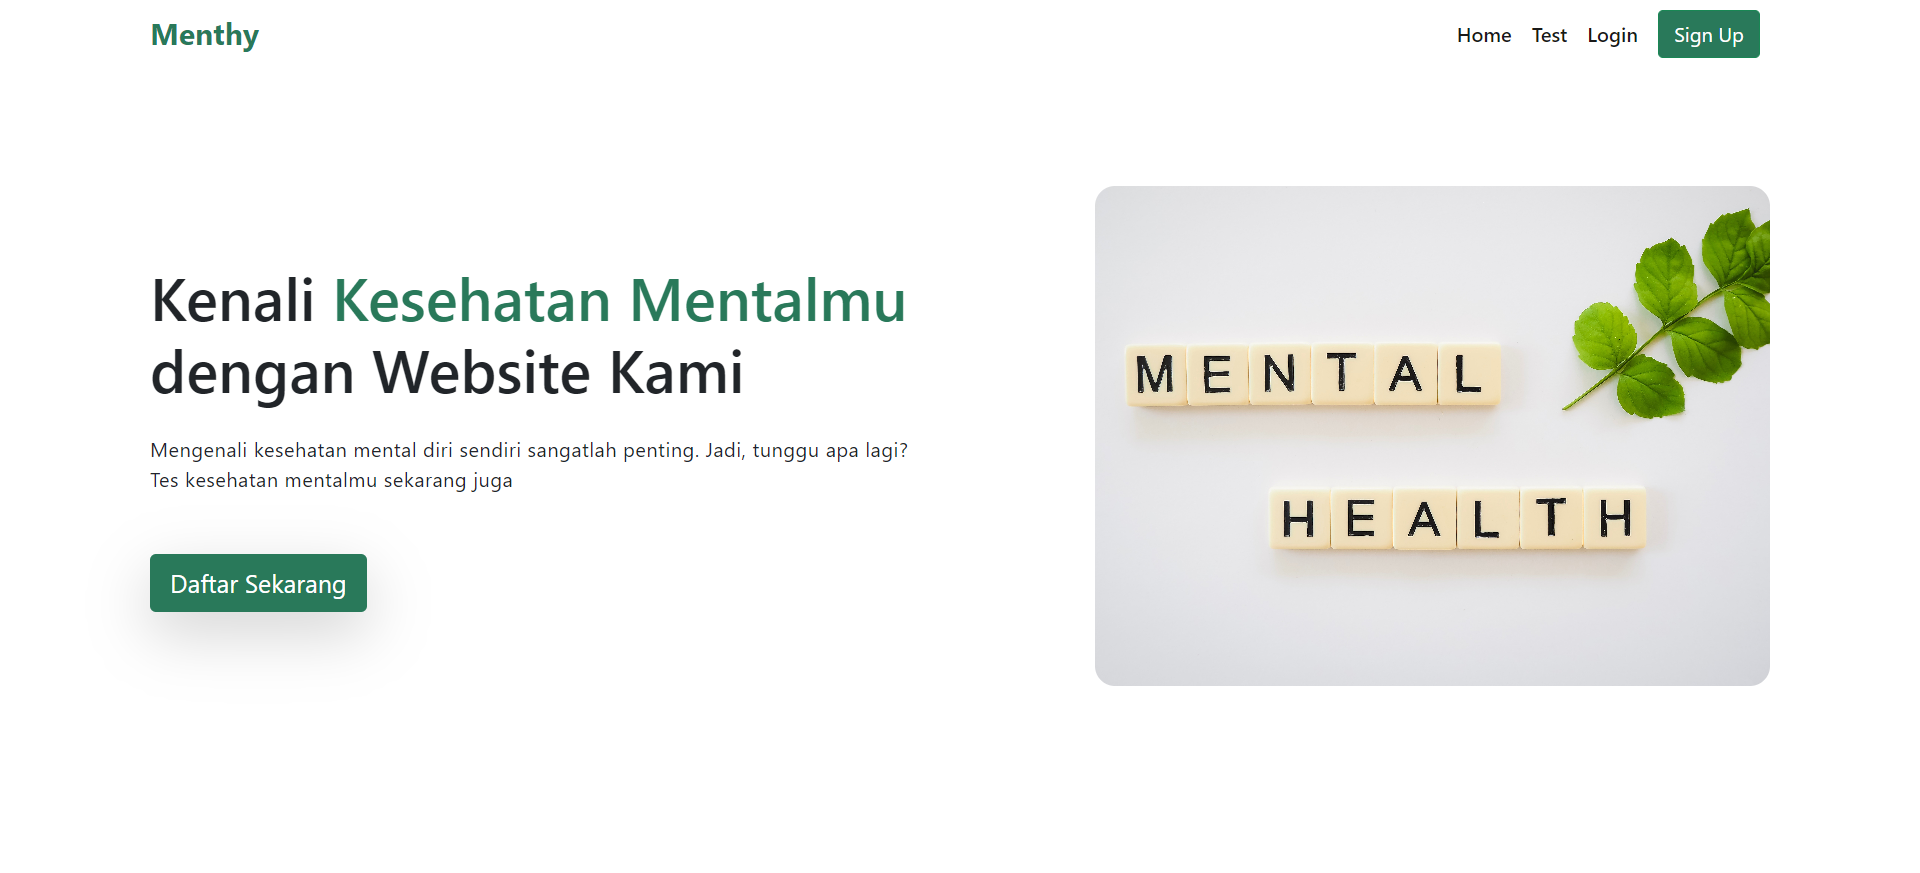 Menthy
Home Test Login Sign Up
Kenali Kesehatan Mentalmu
dengan Website Kami
Mengenali kesehatan mental diri sendiri sangatlah penting. Jadi, tunggu apa lagi?
Tes kesehatan mentalmu sekarang juga
Daftar Sekarang
MENTAL
HEALTH